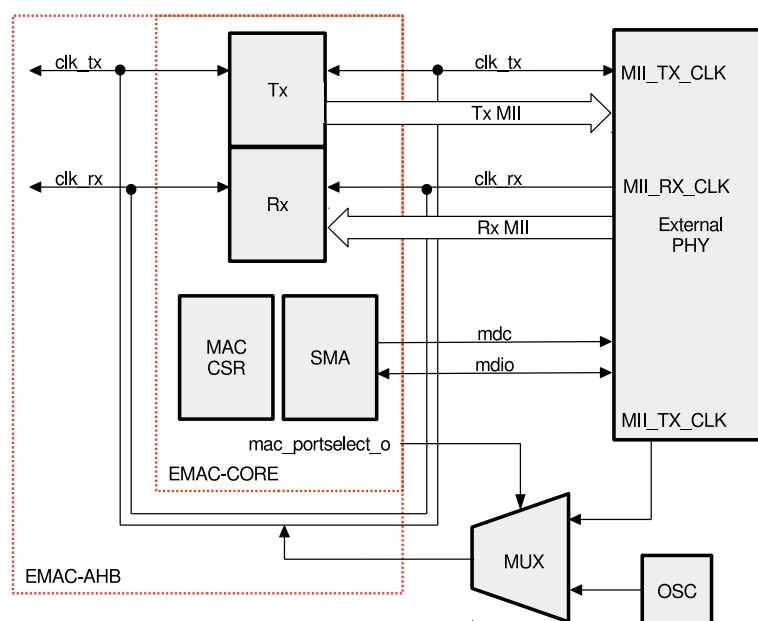 clk_tx
clk_tx
MII_TX_CLK
Tx
Tx MII
clk_rx
clk_rx
MII_RX_CLK
Rx
Rx MII
External
PHY
MAC
CSR
SMA
mdc
mdio
MII_TX_CLK
mac_portselect_o
EMAC-CORE
MUX
EMAC-AHB
OSC